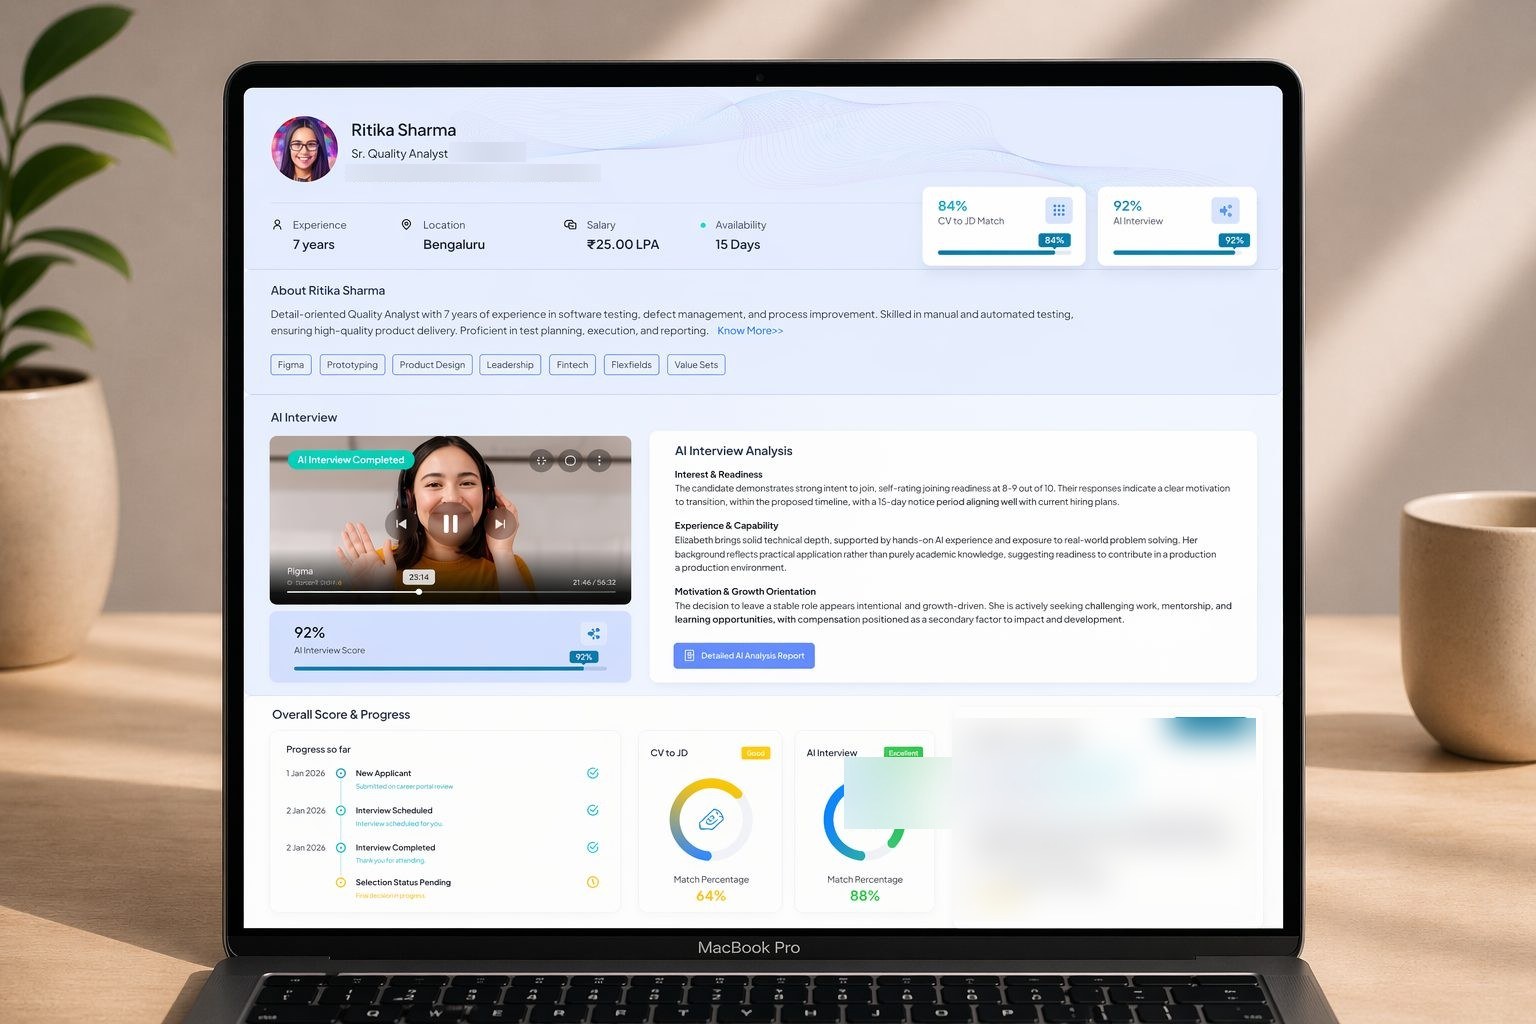 Ritika Sharma
Sr. Quality Analyst
Experience
7 years
Location
Bengaluru
Salary
₹25.00 LPA
Availability
15 Days
84%
CV to JD Match
84%
92%
AI Interview
92%
About Ritika Sharma
Detail-oriented Quality Analyst with 7 years of experience in software testing, defect management, and process improvement. Skilled in manual and automated testing,
ensuring high-quality product delivery. Proficient in test planning, execution, and reporting. Know More>>
Figma
Prototyping
Product Design
Leadership
Fintech
Flexfields
Value Sets
AI Interview
AI Interview Completed
Figma
23:14
21:46 / 56:32
92%
AI Interview Score
92%
AI Interview Analysis
Interest & Readiness
The candidate demonstrates strong intent to join, self-rating joining readiness at 8-9 out of 10. Their responses indicate a clear motivation
to transition, within the proposed timeline, with a 15-day notice period aligning well with current hiring plans.
Experience & Capability
Elizabeth brings solid technical depth, supported by hands-on AI experience and exposure to real-world problem solving. Her
background reflects practical application rather than purely academic knowledge, suggesting readiness to contribute in a production
a production environment.
Motivation & Growth Orientation
The decision to leave a stable role appears intentional and growth-driven. She is actively seeking challenging work, mentorship, and
learning opportunities, with compensation positioned as a secondary factor to impact and development.
Detailed AI Analysis Report
Overall Score & Progress
Progress so far
1 Jan 2026
New Applicant
Submitted on career portal review
2 Jan 2026
Interview Scheduled
Interview scheduled for you.
2 Jan 2026
Interview Completed
Thank you for attending.
Selection Status Pending
Final decision in progress
CV to JD
Good
Match Percentage
64%
AI Interview
Excellent
Match Percentage
88%
MacBook Pro
Q
W
E
R
T
Y
H
J
O
P